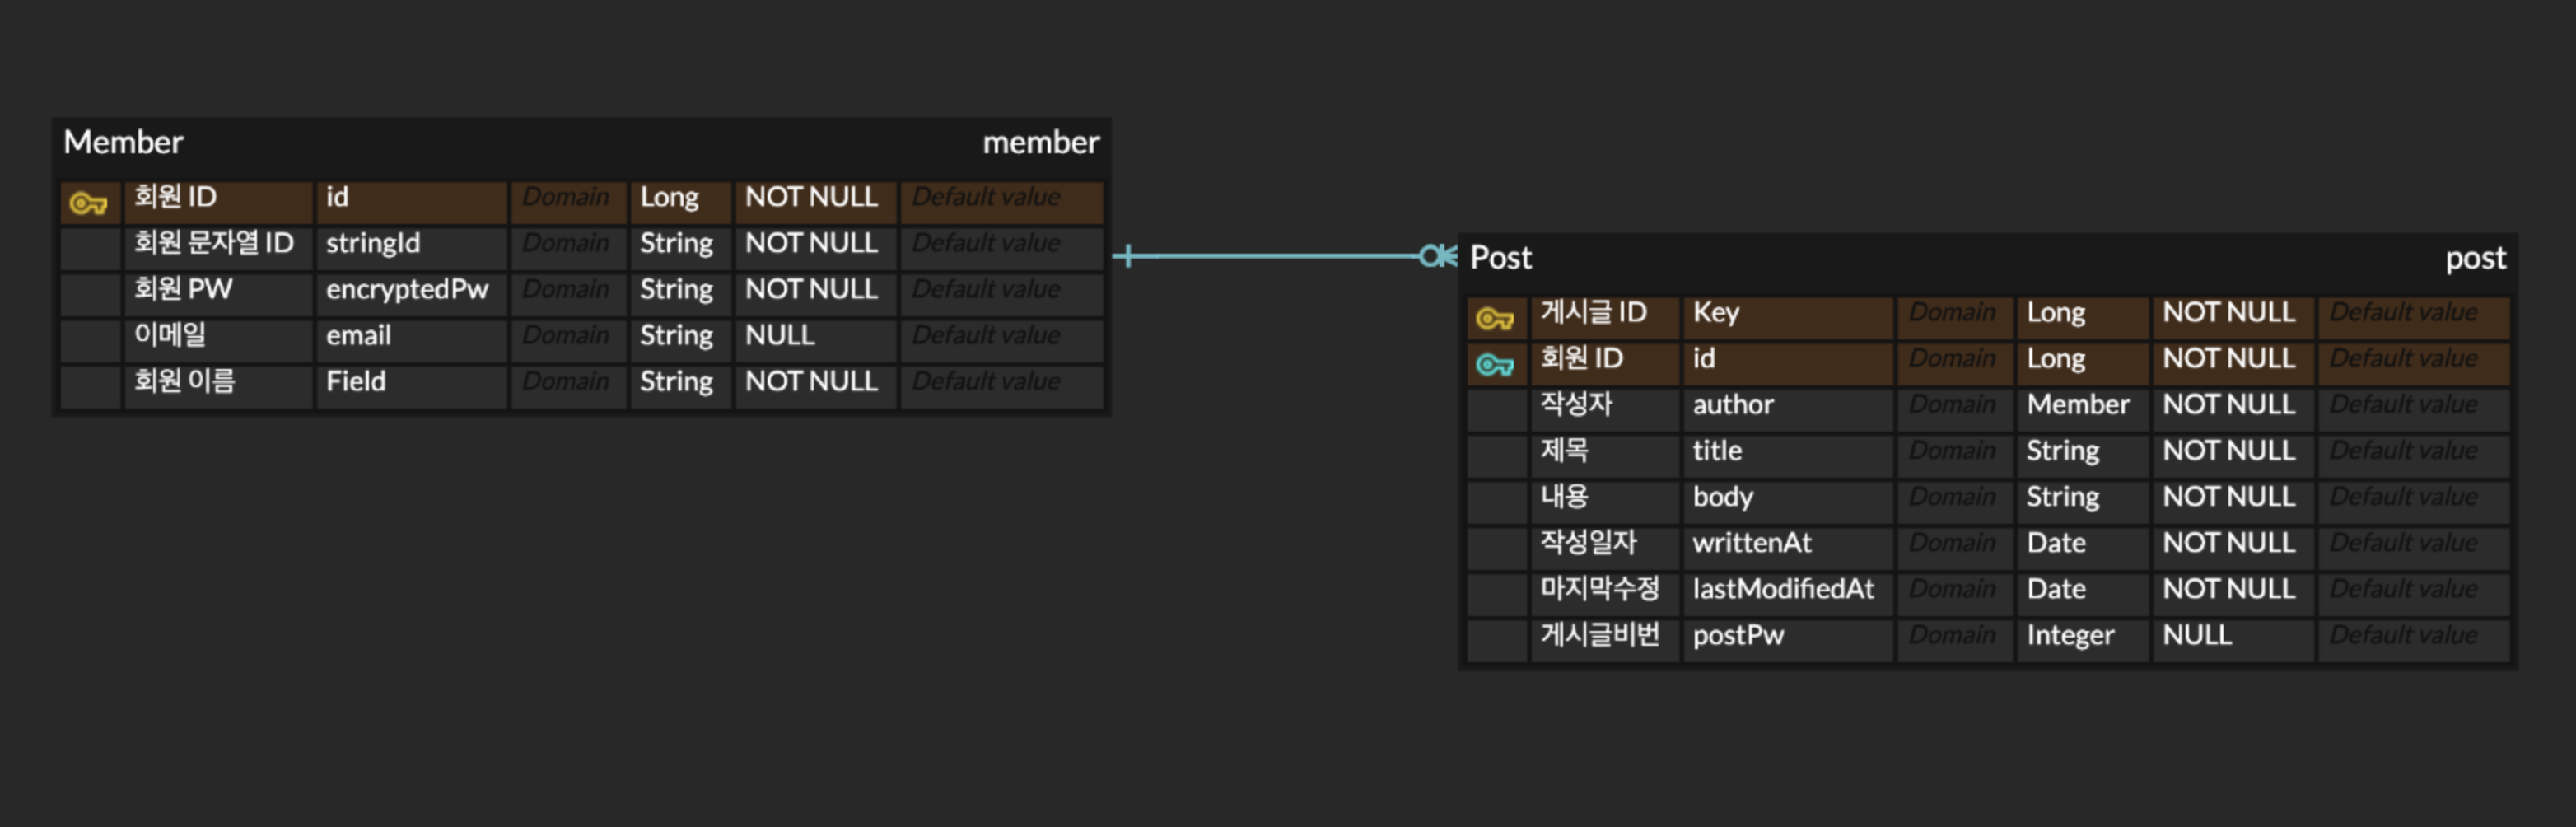 Member member
회원 ID id Domain Long NOT NULL Default value
회원 문자열 ID stringId Domain String NOT NULL Default value
회원 PW encryptedPw Domain String NOT NULL Default value
이메일 email Domain String NULL Default value
회원 이름 Field Domain String NOT NULL Default value
Post post
게시글 ID Key Domain Long NOT NULL Default value
회원 ID id Domain Long NOT NULL Default value
작성자 author Domain Member NOT NULL Default value
제목 title Domain String NOT NULL Default value
내용 body Domain String NOT NULL Default value
작성일자 writtenAt Domain Date NOT NULL Default value
마지막수정 lastModifiedAt Domain Date NOT NULL Default value
게시글비번 postPw Domain Integer NULL Default value